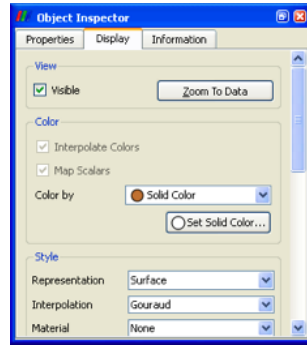 Object Inspector
Properties Display Information
View
Visible Zoom To Data
Color
Interpolate Colors
Map Scalars
Color by Solid Color
Set Solid Color...
Style
Representation Surface
Interpolation Gouraud
Material None